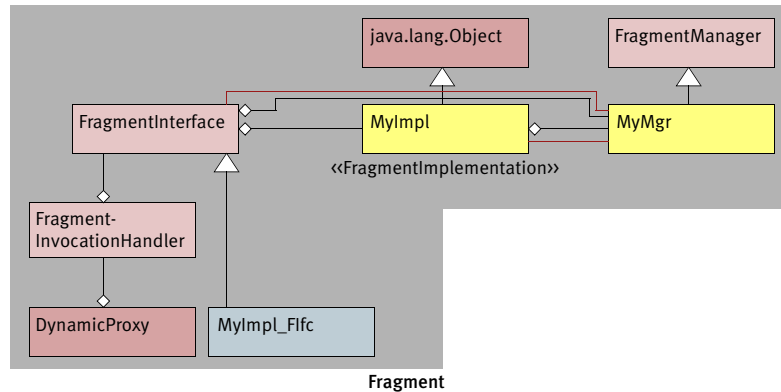 java.lang.Object
FragmentManager
FragmentInterface
MyImpl
MyMgr
‹‹FragmentImplementation››
Fragment-
InvocationHandler
DynamicProxy
MyImpl_FIfc
Fragment